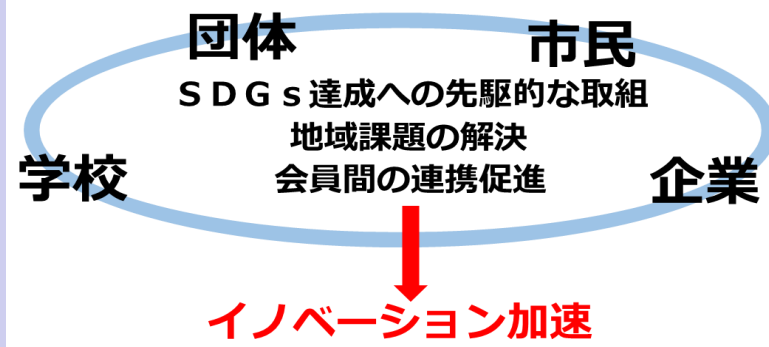 団体
市民
ＳＤＧｓ達成への先駆的な取組
地域課題の解決
会員間の連携促進
学校
企業
イノベーション加速